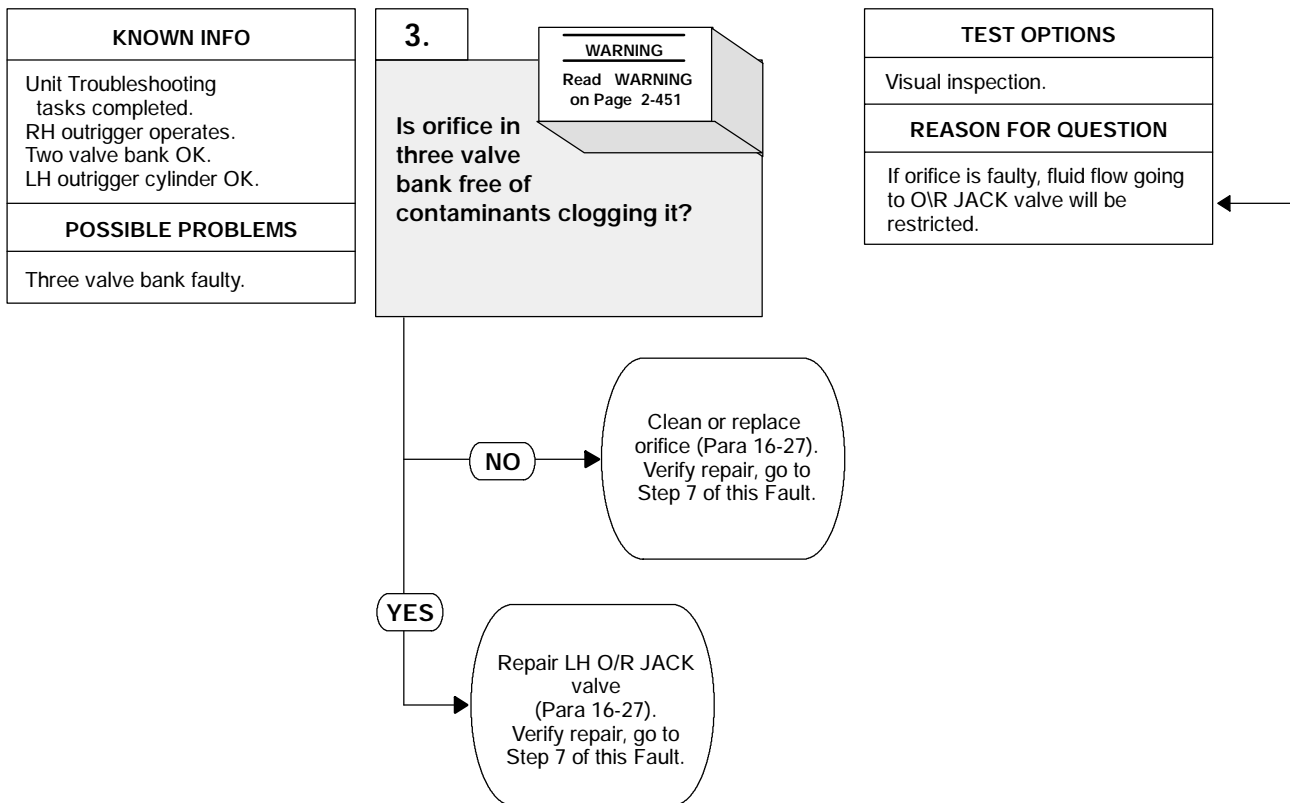 KNOWN INFO
Unit Troubleshooting
tasks completed.
RH outrigger operates.
Two valve bank OK.
LH outrigger cylinder OK.
POSSIBLE PROBLEMS
Three valve bank faulty.
3.
WARNING
Read WARNING
on Page 2-451
Is orifice in
three valve
bank free of
contaminants clogging it?
TEST OPTIONS
Visual inspection.
REASON FOR QUESTION
If orifice is faulty, fluid flow going
to O\R JACK valve will be
restricted.
NO
Clean or replace
orifice (Para 16-27).
Verify repair, go to
Step 7 of this Fault.
YES
Repair LH O/R JACK
valve
(Para 16-27).
Verify repair, go to
Step 7 of this Fault.